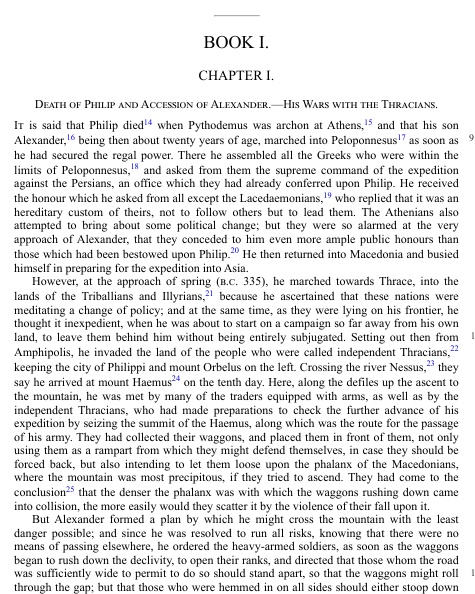 BOOK I.
CHAPTER I.
Death of Philip and Accession of Alexander.—His Wars with the Thracians.
It is said that Philip died14 when Pythodemus was archon at Athens,15 and that his son
Alexander,16 being then about twenty years of age, marched into Peloponnesus17 as soon as 9
he had secured the regal power. There he assembled all the Greeks who were within the
limits of Peloponnesus,18 and asked from them the supreme command of the expedition
against the Persians, an office which they had already conferred upon Philip. He received
the honour which he asked from all except the Lacedaemonians,19 who replied that it was an
hereditary custom of theirs, not to follow others but to lead them. The Athenians also
attempted to bring about some political change; but they were so alarmed at the very
approach of Alexander, that they conceded to him even more ample public honours than
those which had been bestowed upon Philip.20 He then returned into Macedonia and busied
himself in preparing for the expedition into Asia.
However, at the approach of spring (B.C. 335), he marched towards Thrace, into the
lands of the Triballians and Illyrians,21 because he ascertained that these nations were
meditating a change of policy; and at the same time, as they were lying on his frontier, he
thought it inexpedient, when he was about to start on a campaign so far away from his own
land, to leave them behind him without being entirely subjugated. Setting out then from 1
Amphipolis, he invaded the land of the people who were called independent Thracians,22
keeping the city of Philippi and mount Orbelus on the left. Crossing the river Nessus,23 they
say he arrived at mount Haemus24 on the tenth day. Here, along the defiles up the ascent to
the mountain, he was met by many of the traders equipped with arms, as well as by the
independent Thracians, who had made preparations to check the further advance of his
expedition by seizing the summit of the Haemus, along which was the route for the passage
of his army. They had collected their waggons, and placed them in front of them, not only
using them as a rampart from which they might defend themselves, in case they should be
forced back, but also intending to let them loose upon the phalanx of the Macedonians,
where the mountain was most precipitous, if they tried to ascend. They had come to the
conclusion25 that the denser the phalanx was with which the waggons rushing down came
into collision, the more easily would they scatter it by the violence of their fall upon it.
But Alexander formed a plan by which he might cross the mountain with the least
danger possible; and since he was resolved to run all risks, knowing that there were no
means of passing elsewhere, he ordered the heavy-armed soldiers, as soon as the waggons
began to rush down the declivity, to open their ranks, and directed that those whom the road
was sufficiently wide to permit to do so should stand apart, so that the waggons might roll 1
through the gap; but that those who were hemmed in on all sides should either stoop down